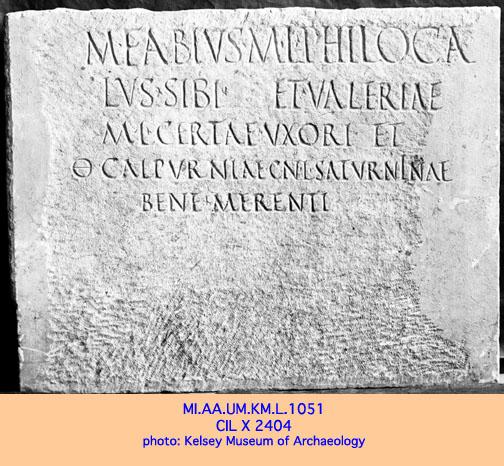 M·FABIVS·M·L·PHILOCA
LVS·SIBI· ET·VALERIAE
M·L·CERTAE·VXORI ET
Θ CALPVRNIAE·CN·L·SATVRNINAE
BENE·MERENTI
MI.AA.UM.KM.L.1051
CIL X 2404
photo: Kelsey Museum of Archaeology